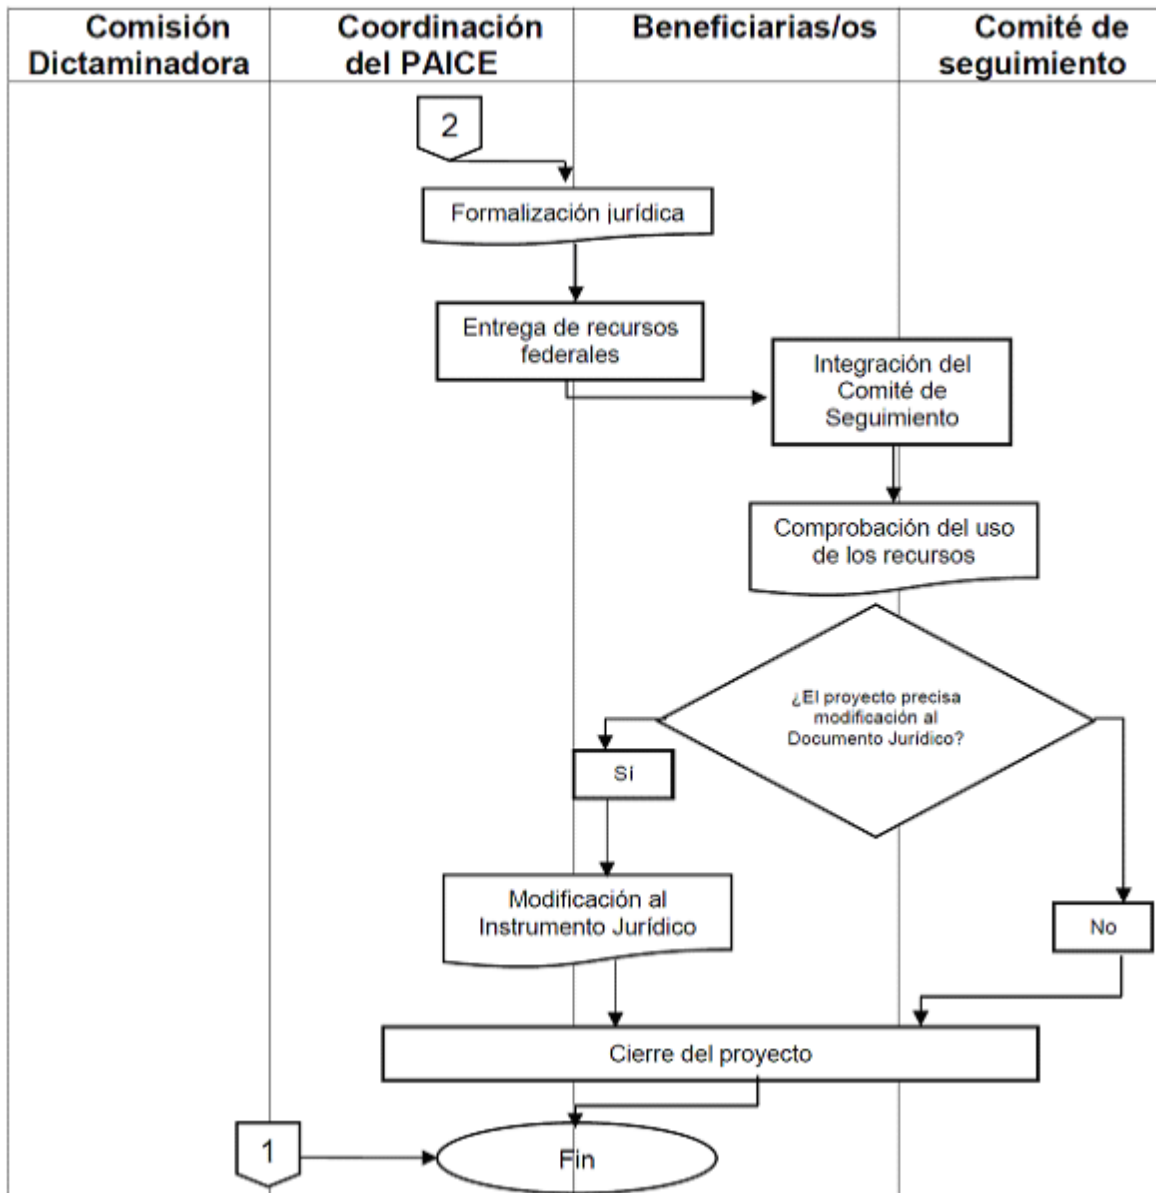 Comisión
Dictaminadora
Coordinación
del PAICE
Beneficiarias/os
Comité de
seguimiento
2
Formalización jurídica
Entrega de recursos
federales
Integración del
Comité de
Seguimiento
Comprobación del uso
de los recursos
¿El proyecto precisa
modificación al
Documento Jurídico?
Sí
Modificación al
Instrumento Jurídico
No
Cierre del proyecto
1
Fin